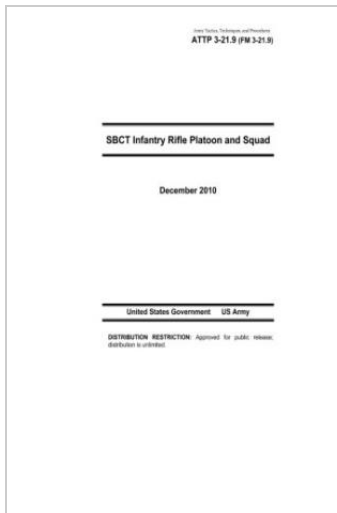 Army Tactics, Techniques, and Procedures
ATTP 3-21.9 (FM 3-21.9)
SBCT Infantry Rifle Platoon and Squad
December 2010
United States Government US Army
DISTRIBUTION RESTRICTION: Approved for public release;
distribution is unlimited.